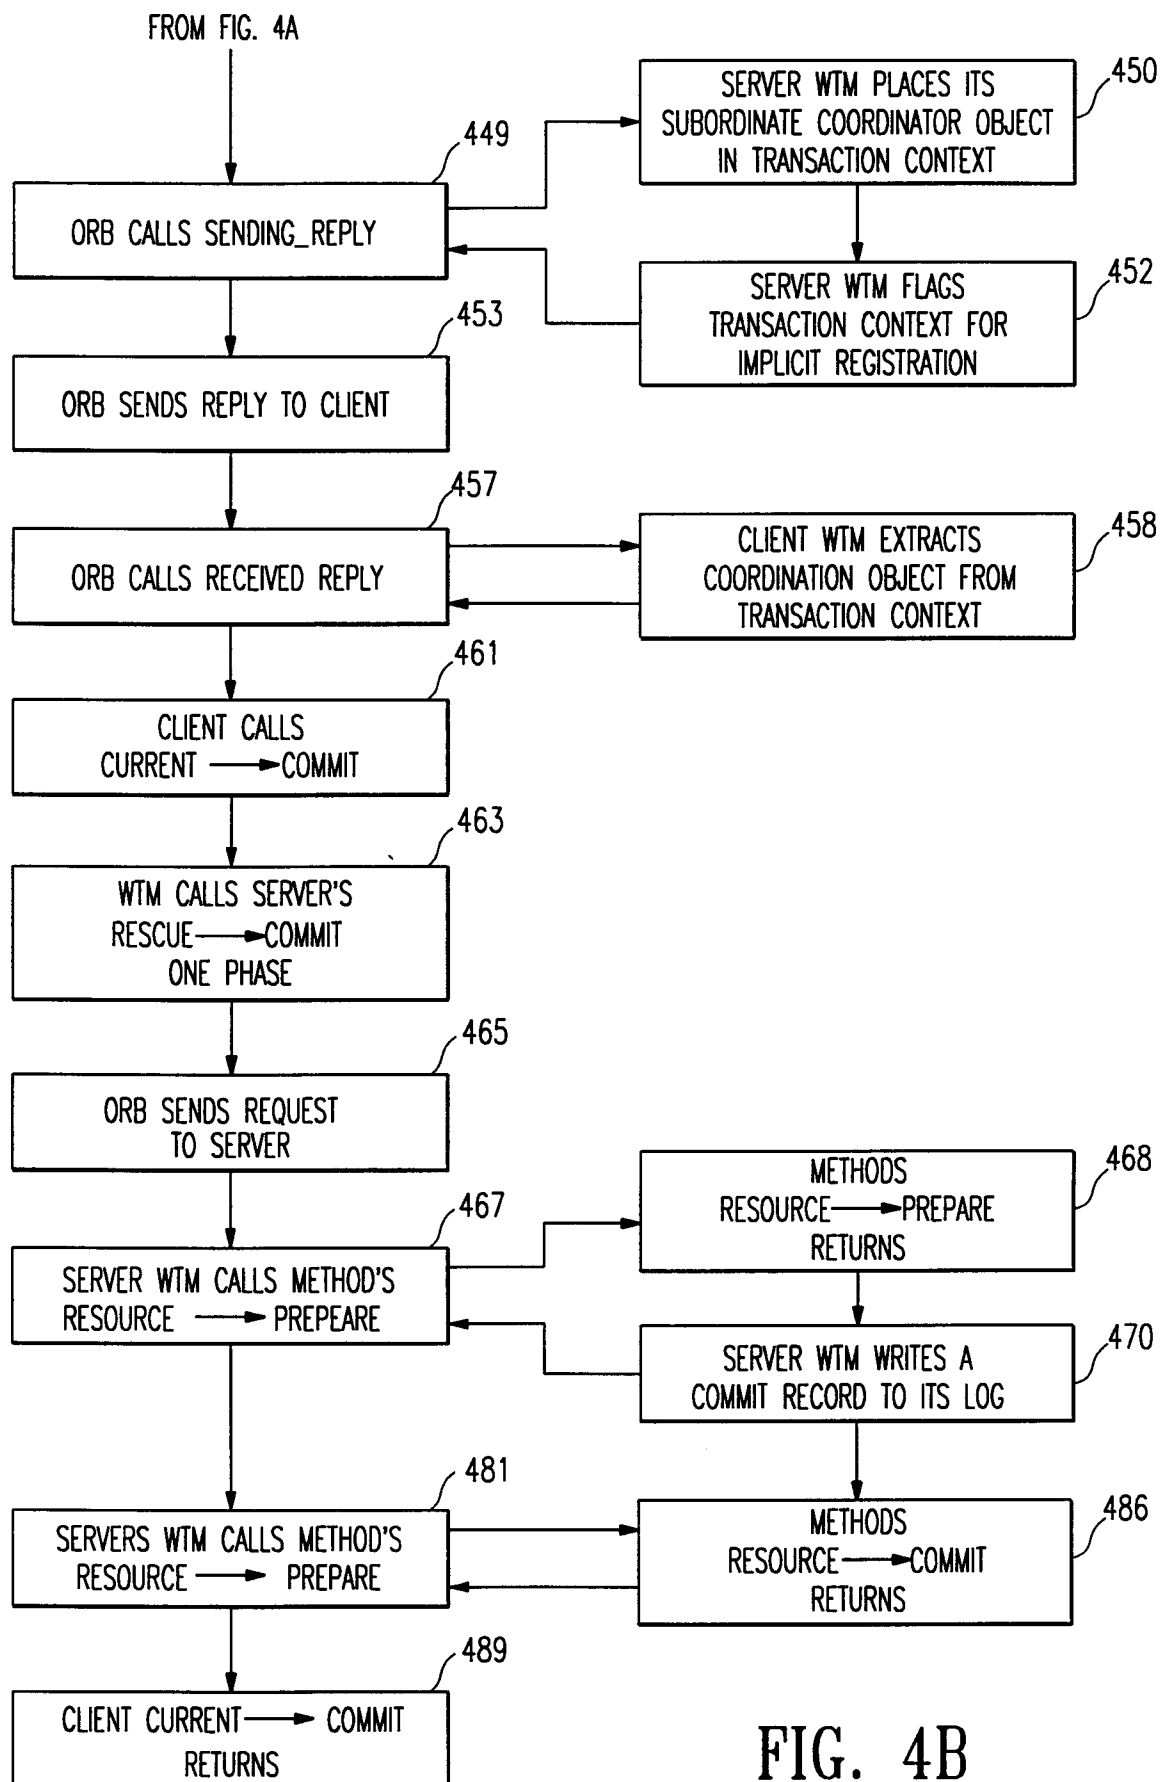 FROM FIG. 4A
449
ORB CALLS SENDING_REPLY
450
SERVER WTM PLACES ITS
SUBORDINATE COORDINATOR OBJECT
IN TRANSACTION CONTEXT
452
SERVER WTM FLAGS
TRANSACTION CONTEXT FOR
IMPLICIT REGISTRATION
453
ORB SENDS REPLY TO CLIENT
457
ORB CALLS RECEIVED REPLY
458
CLIENT WTM EXTRACTS
COORDINATION OBJECT FROM
TRANSACTION CONTEXT
461
CLIENT CALLS
CURRENT → COMMIT
463
WTM CALLS SERVER'S
RESCUE → COMMIT
ONE PHASE
465
ORB SENDS REQUEST
TO SERVER
467
SERVER WTM CALLS METHOD'S
RESOURCE → PREPEARE
468
METHODS
RESOURCE → PREPARE
RETURNS
470
SERVER WTM WRITES A
COMMIT RECORD TO ITS LOG
481
SERVERS WTM CALLS METHOD'S
RESOURCE → PREPARE
486
METHODS
RESOURCE → COMMIT
RETURNS
489
CLIENT CURRENT → COMMIT
RETURNS
FIG. 4B